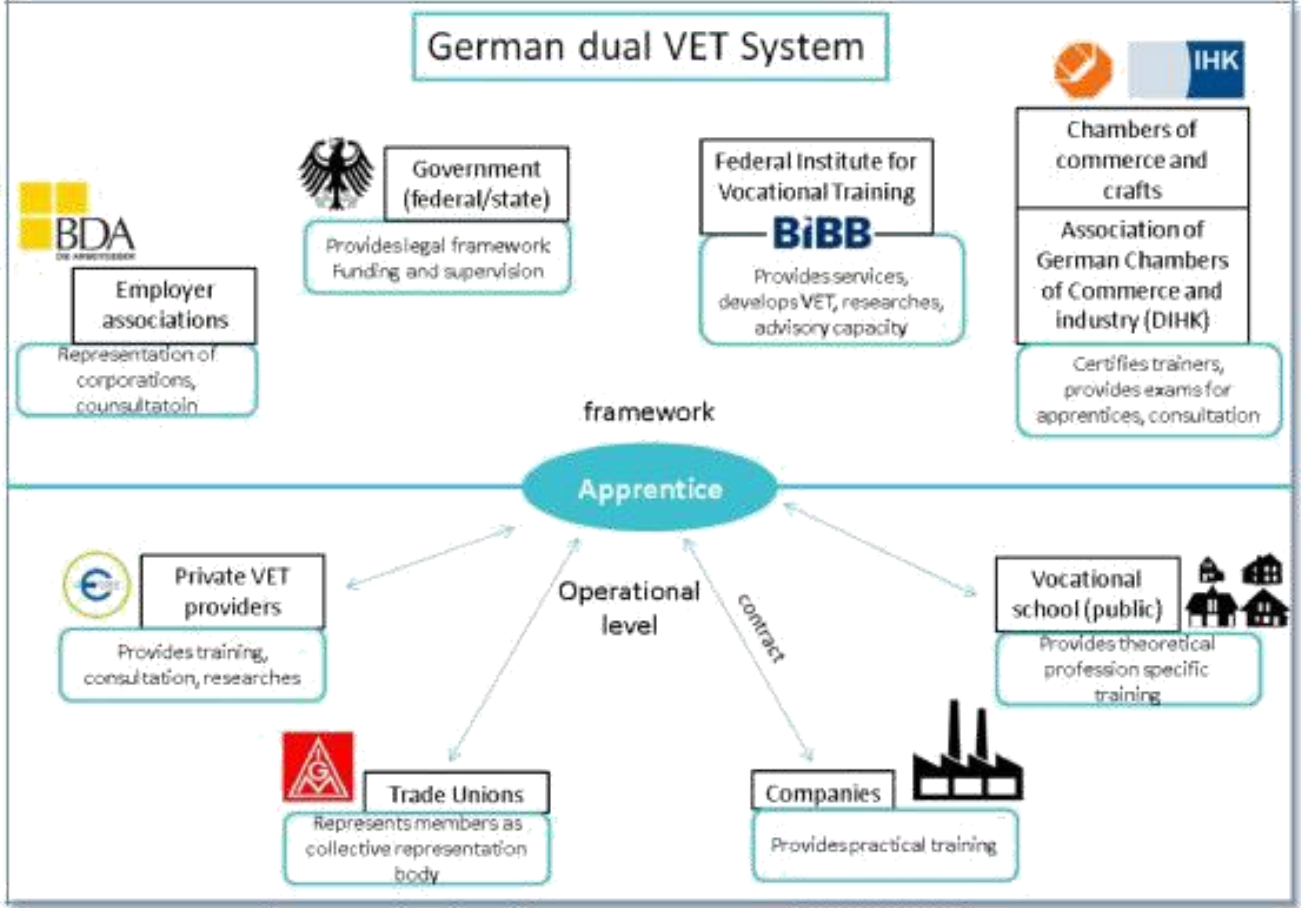 German dual VET System
IHK
Chambers of
commerce and
crafts
Association of
German Chambers
of Commerce and
industry (DIHK)
Certifies trainers,
provides exams for
apprentices, consultation
Federal Institute for
Vocational Training
BiBB
Provides services,
develops VET, researches,
advisory capacity
Government
(federal/state)
Provides legal framework
Funding and supervision
BDA
DIE ARBEITGEBER
Employer
associations
Representation of
corporations,
counsultatoin
framework
Apprentice
Operational
level
contract
Private VET
providers
Provides training,
consultation, researches
Vocational
school (public)
Provides theoretical
profession specific
training
IGM
Trade Unions
Represents members as
collective representation
body
Companies
Provides practical training